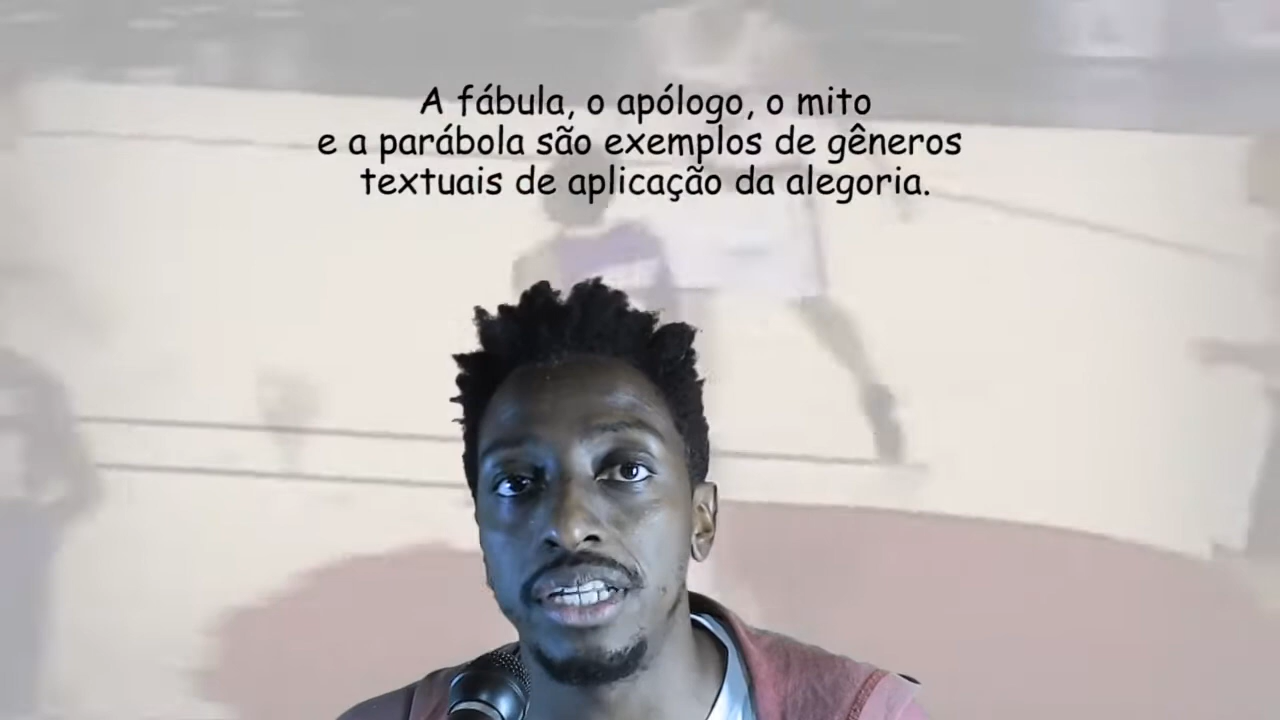 A fábula, o apólogo, o mito
e a parábola são exemplos de gêneros
textuais de aplicação da alegoria.